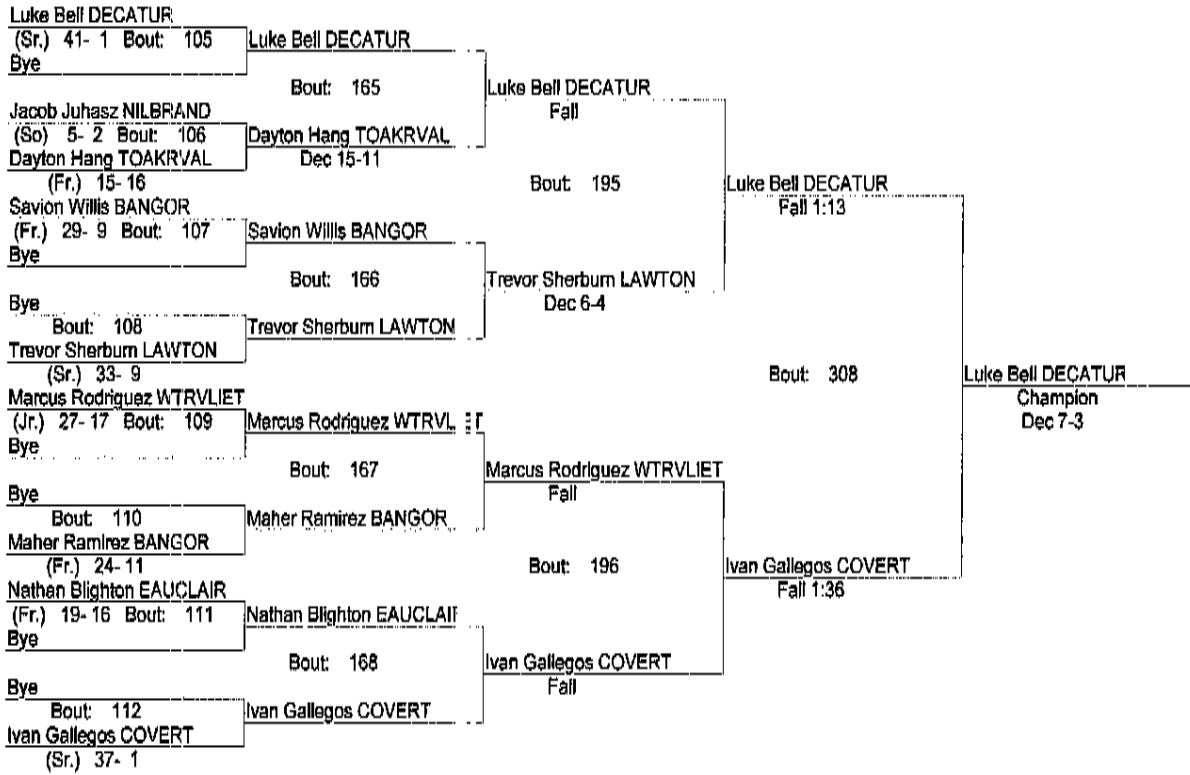 Luke Bell DECATUR
(Sr.) 41- 1 Bout: 105
Bye
Jacob Juhasz NILBRAND
(So) 5- 2 Bout: 106
Dayton Hang TOAKRVAL
(Fr.) 15- 16
Savion Willis BANGOR
(Fr.) 29- 9 Bout: 107
Bye
Bye
Bout: 108
Trevor Sherburn LAWTON
(Sr.) 33- 9
Marcus Rodriguez WTRVLIET
(Jr.) 27- 17 Bout: 109
Bye
Bye
Bout: 110
Maher Ramirez BANGOR
(Fr.) 24- 11
Nathan Blighton EAUCLAIR
(Fr.) 19- 16 Bout: 111
Bye
Bye
Bout: 112
Ivan Gallegos COVERT
(Sr.) 37- 1
Luke Bell DECATUR
Bout: 165
Dayton Hang TOAKRVAL
Dec 15-11
Savion Willis BANGOR
Bout: 166
Trevor Sherburn LAWTON
Marcus Rodriguez WTRVLIET
Bout: 167
Maher Ramirez BANGOR
Nathan Blighton EAUCLAIR
Bout: 168
Ivan Gallegos COVERT
Luke Bell DECATUR
Fall
Bout: 195
Trevor Sherburn LAWTON
Dec 6-4
Marcus Rodriguez WTRVLIET
Fall
Bout: 196
Ivan Gallegos COVERT
Fall
Luke Bell DECATUR
Fall 1:13
Bout: 308
Ivan Gallegos COVERT
Fall 1:36
Luke Bell DECATUR
Champion
Dec 7-3